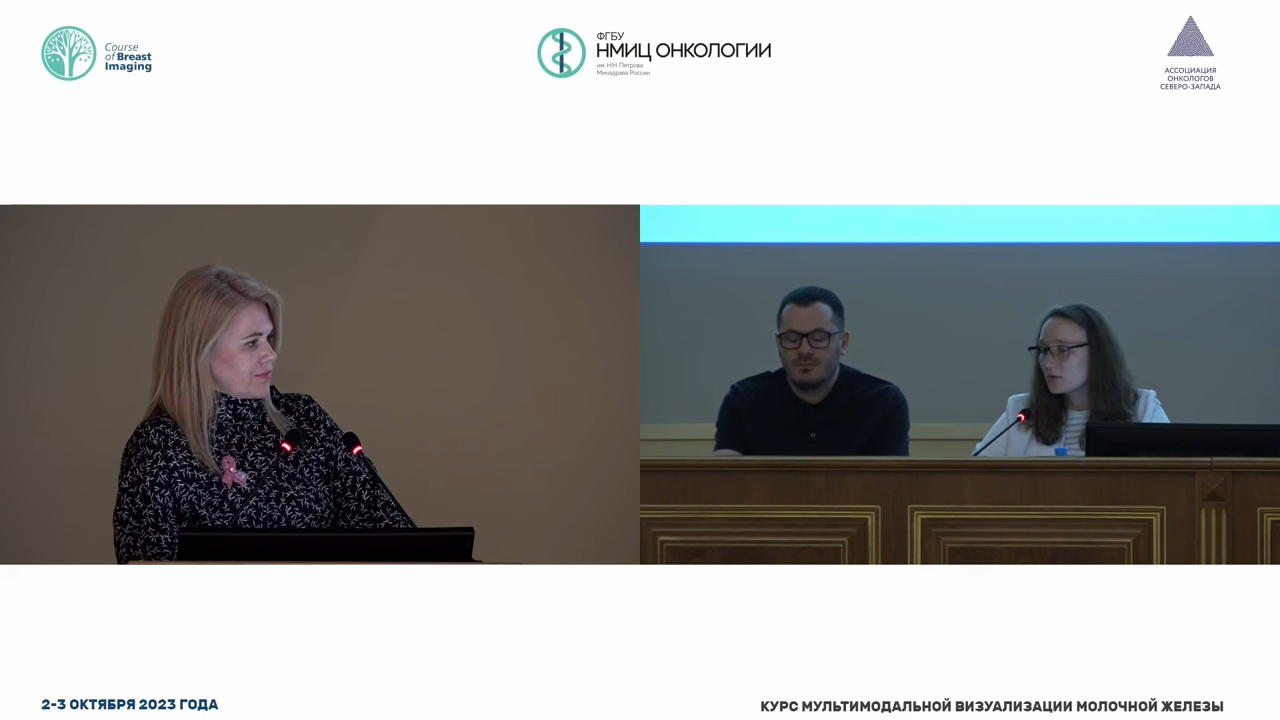 Course
of Breast
Imaging
ФГБУ
НМИЦ ОНКОЛОГИИ
им. Н.Н. Петрова
Минздрава России
АССОЦИАЦИЯ
ОНКОЛОГОВ
СЕВЕРО-ЗАПАДА
2-3 ОКТЯБРЯ 2023 ГОДА
КУРС МУЛЬТИМОДАЛЬНОЙ ВИЗУАЛИЗАЦИИ МОЛОЧНОЙ ЖЕЛЕЗЫ